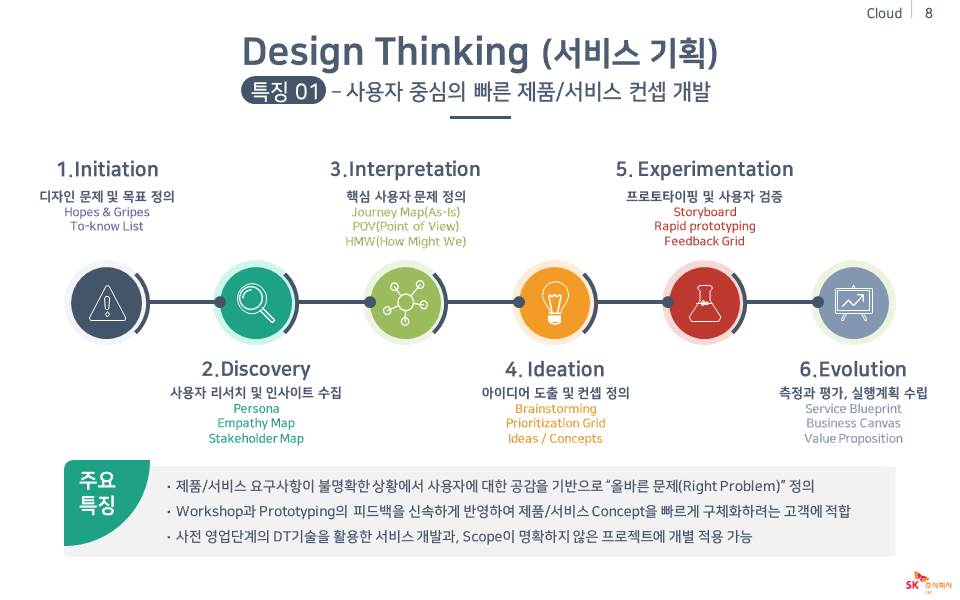 Cloud 8
Design Thinking (서비스 기획)
특징 01 – 사용자 중심의 빠른 제품/서비스 컨셉 개발
1.Initiation
디자인 문제 및 목표 정의
Hopes & Gripes
To-know List
3.Interpretation
핵심 사용자 문제 정의
Journey Map(As-Is)
POV(Point of View)
HMW(How Might We)
5. Experimentation
프로토타이핑 및 사용자 검증
Storyboard
Rapid prototyping
Feedback Grid
2.Discovery
사용자 리서치 및 인사이트 수집
Persona
Empathy Map
Stakeholder Map
4. Ideation
아이디어 도출 및 컨셉 정의
Brainstorming
Prioritization Grid
Ideas / Concepts
6.Evolution
측정과 평가, 실행계획 수립
Service Blueprint
Business Canvas
Value Proposition
주요
특징
· 제품/서비스 요구사항이 불명확한 상황에서 사용자에 대한 공감을 기반으로 “올바른 문제(Right Problem)” 정의
· Workshop과 Prototyping의 피드백을 신속하게 반영하여 제품/서비스 Concept을 빠르게 구체화하려는 고객에 적합
· 사전 영업단계의 DT기술을 활용한 서비스 개발과, Scope이 명확하지 않은 프로젝트에 개별 적용 가능
SK 주식회사
C&C